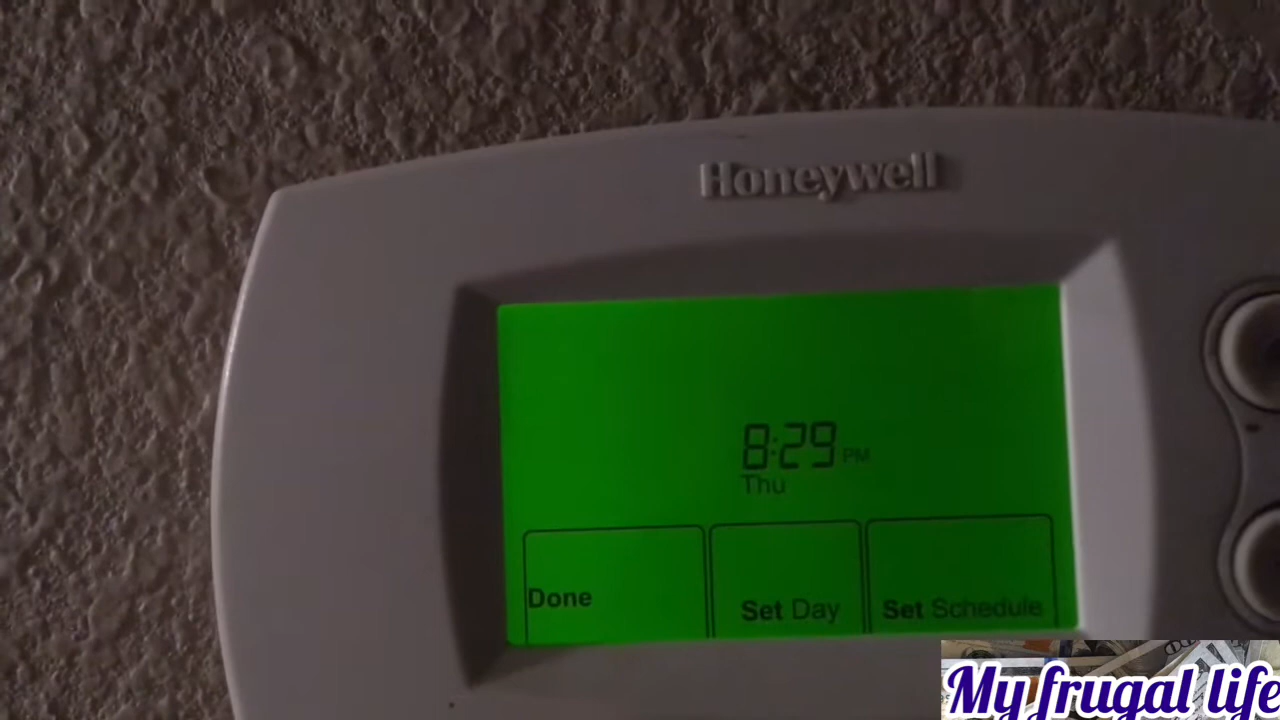 Honeywell
8:29 PM
Thu
Done
Set Day
Set Schedule
My frugal life